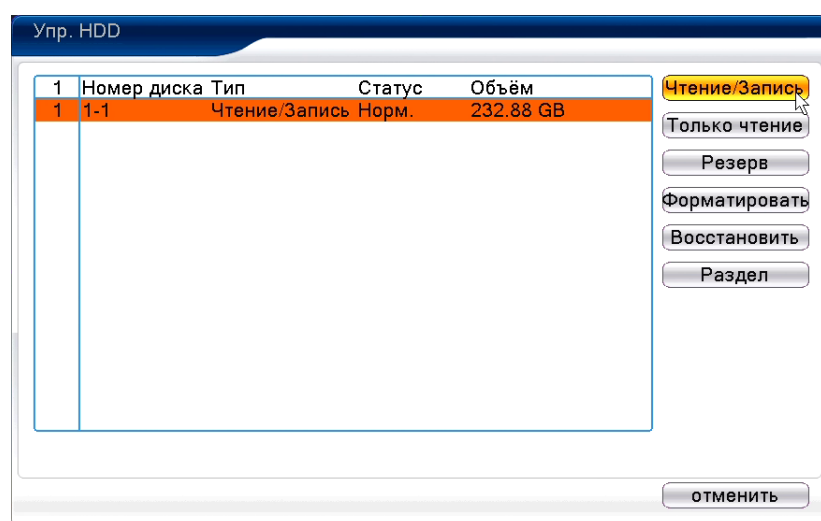 Упр. HDD
1 Номер диска Тип Статус Объём
1 1-1 Чтение/Запись Норм. 232.88 GB
Чтение/Запись
Только чтение
Резерв
Форматировать
Восстановить
Раздел
отменить